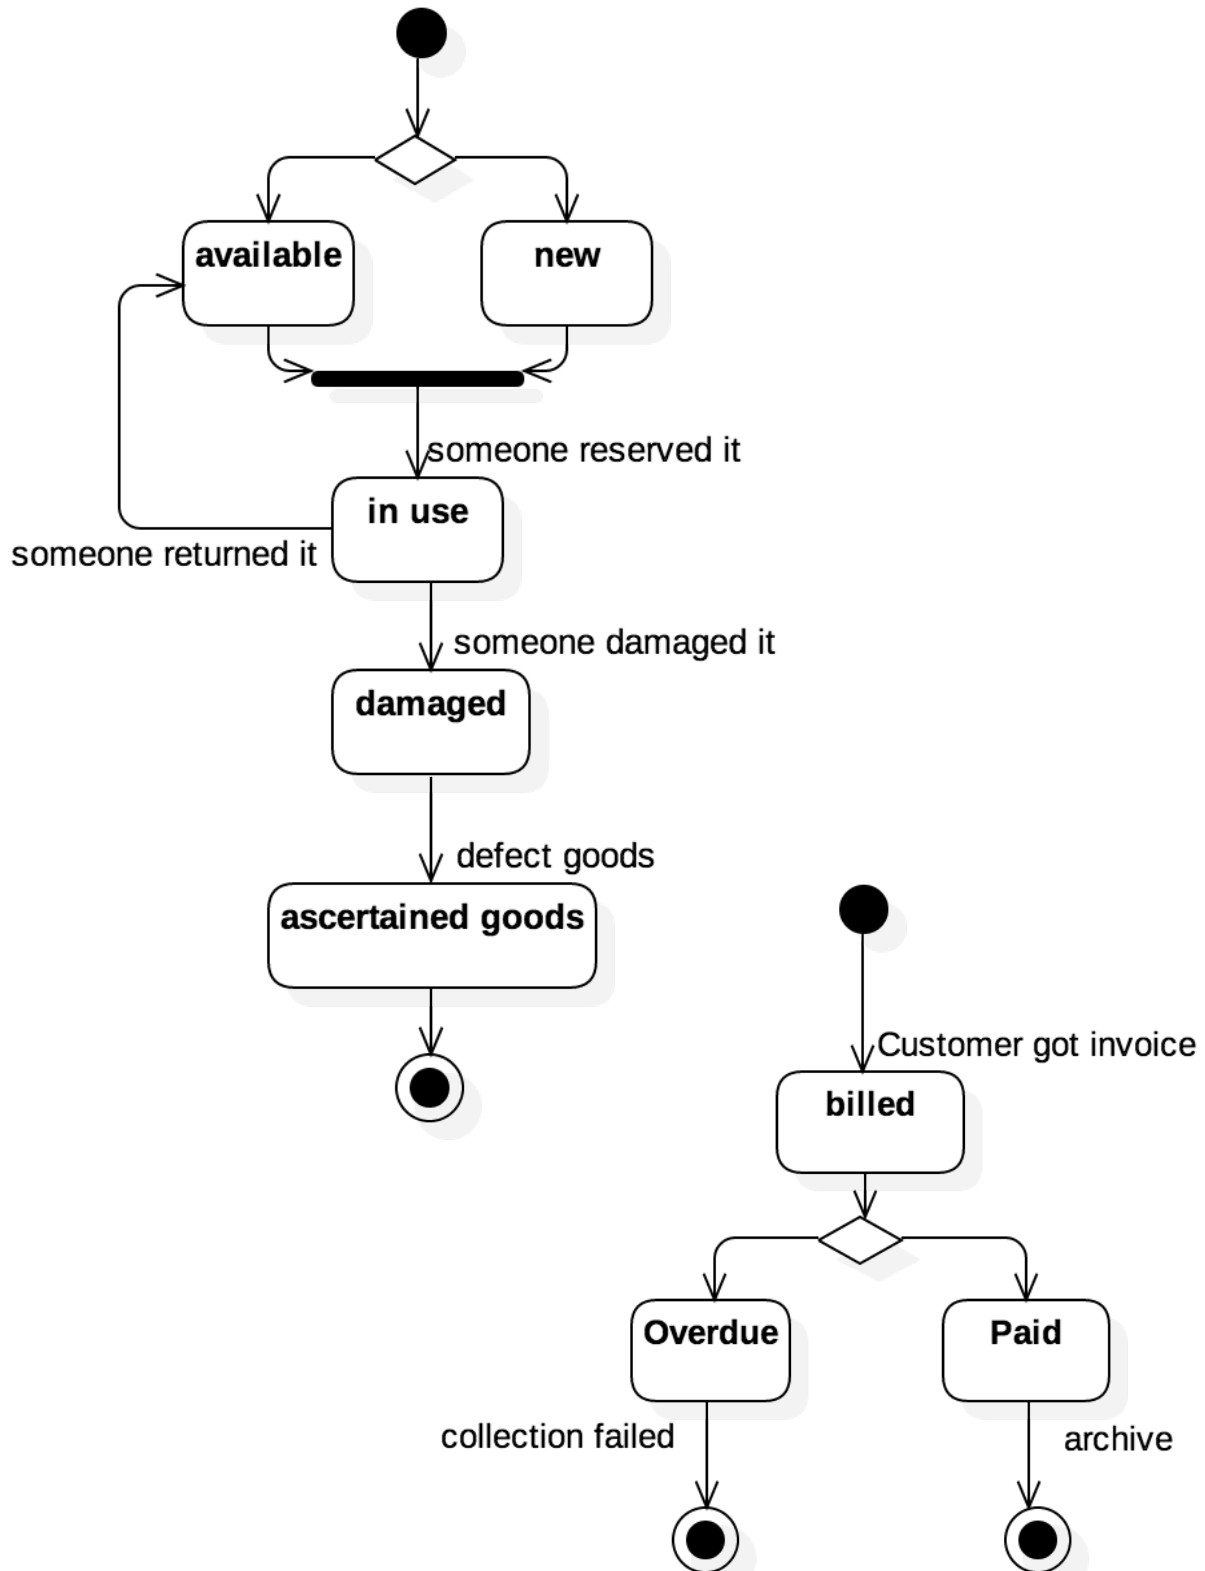 available
new
someone reserved it
in use
someone returned it
someone damaged it
damaged
defect goods
ascertained goods
Customer got invoice
billed
Overdue
Paid
collection failed
archive